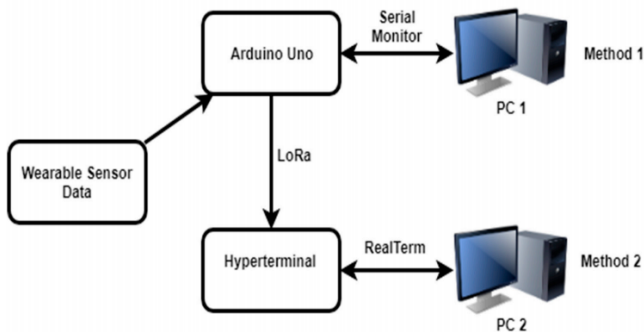 Serial
Monitor
Arduino Uno
Method 1
PC 1
LoRa
Wearable Sensor
Data
RealTerm
Hyperterminal
Method 2
PC 2